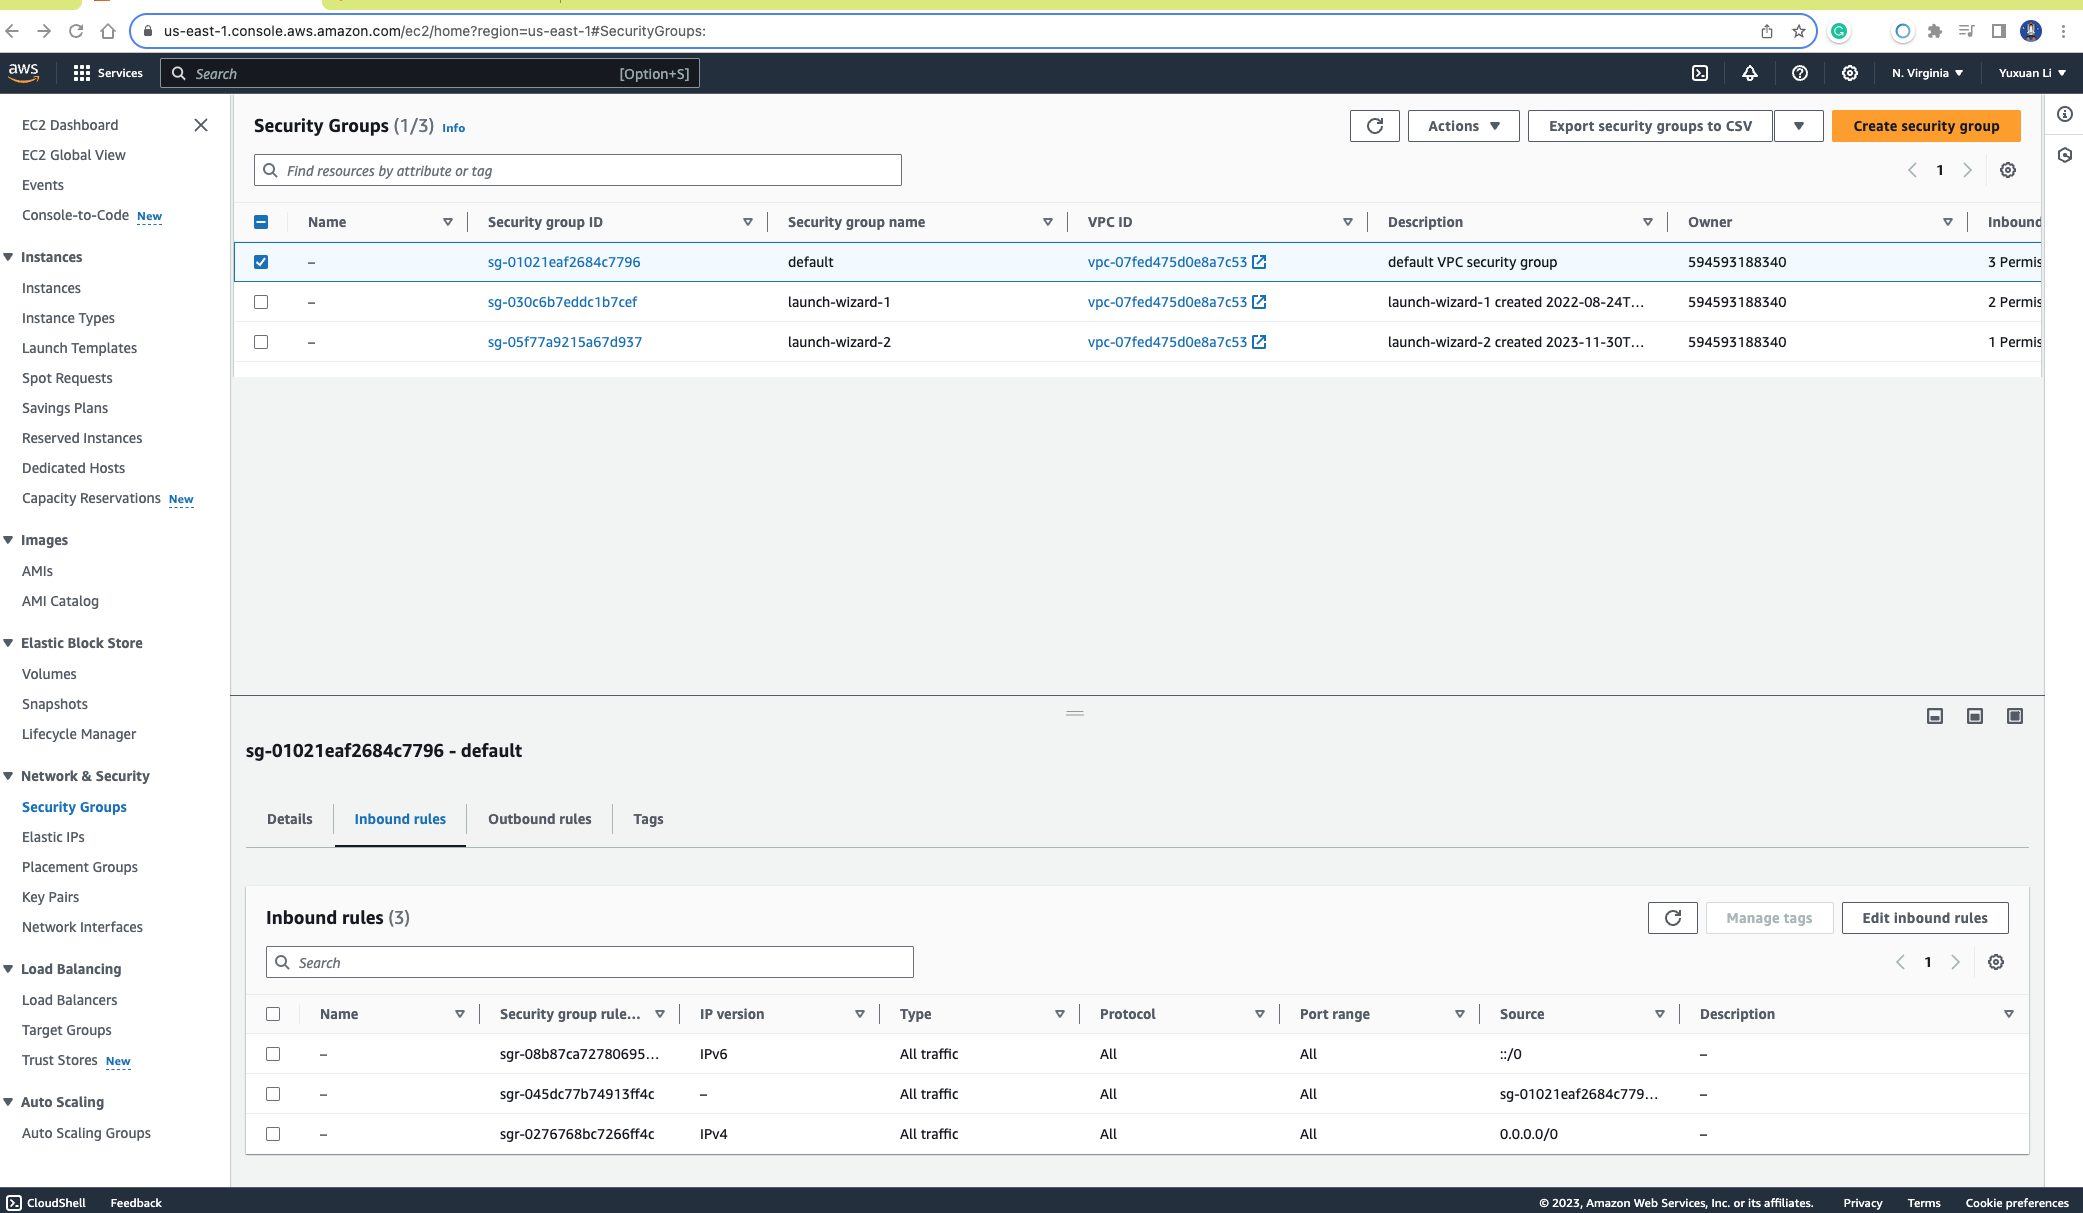 us-east-1.console.aws.amazon.com/ec2/home?region=us-east-1#SecurityGroups:
aws Services Search [Option+S] N. Virginia Yuxuan Li
EC2 Dashboard
EC2 Global View
Events
Console-to-Code New
Instances
Instances
Instance Types
Launch Templates
Spot Requests
Savings Plans
Reserved Instances
Dedicated Hosts
Capacity Reservations New
Images
AMIs
AMI Catalog
Elastic Block Store
Volumes
Snapshots
Lifecycle Manager
Network & Security
Security Groups
Elastic IPs
Placement Groups
Key Pairs
Network Interfaces
Load Balancing
Load Balancers
Target Groups
Trust Stores New
Auto Scaling
Auto Scaling Groups
Security Groups (1/3) Info Actions Export security groups to CSV Create security group
Find resources by attribute or tag 1
Name Security group ID Security group name VPC ID Description Owner Inbound
– sg-01021eaf2684c7796 default vpc-07fed475d0e8a7c53 default VPC security group 594593188340 3 Permis
– sg-030c6b7eddc1b7cef launch-wizard-1 vpc-07fed475d0e8a7c53 launch-wizard-1 created 2022-08-24T... 594593188340 2 Permis
– sg-05f77a9215a67d937 launch-wizard-2 vpc-07fed475d0e8a7c53 launch-wizard-2 created 2023-11-30T... 594593188340 1 Permis
sg-01021eaf2684c7796 - default
Details Inbound rules Outbound rules Tags
Inbound rules (3) Manage tags Edit inbound rules
Search 1
Name Security group rule... IP version Type Protocol Port range Source Description
– sgr-08b87ca72780695... IPv6 All traffic All All ::/0 –
– sgr-045dc77b74913ff4c – All traffic All All sg-01021eaf2684c779... –
– sgr-0276768bc7266ff4c IPv4 All traffic All All 0.0.0.0/0 –
CloudShell Feedback © 2023, Amazon Web Services, Inc. or its affiliates. Privacy Terms Cookie preferences